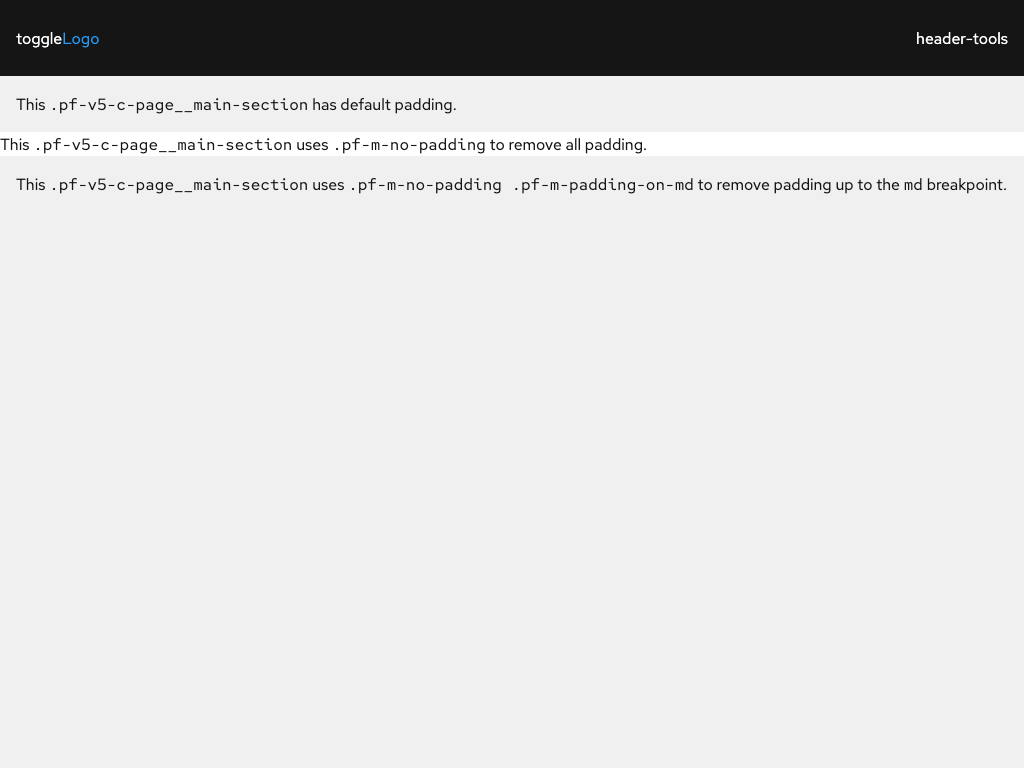 toggleLogo header-tools
This .pf-v5-c-page__main-section has default padding.
This .pf-v5-c-page__main-section uses .pf-m-no-padding to remove all padding.
This .pf-v5-c-page__main-section uses .pf-m-no-padding .pf-m-padding-on-md to remove padding up to the md breakpoint.